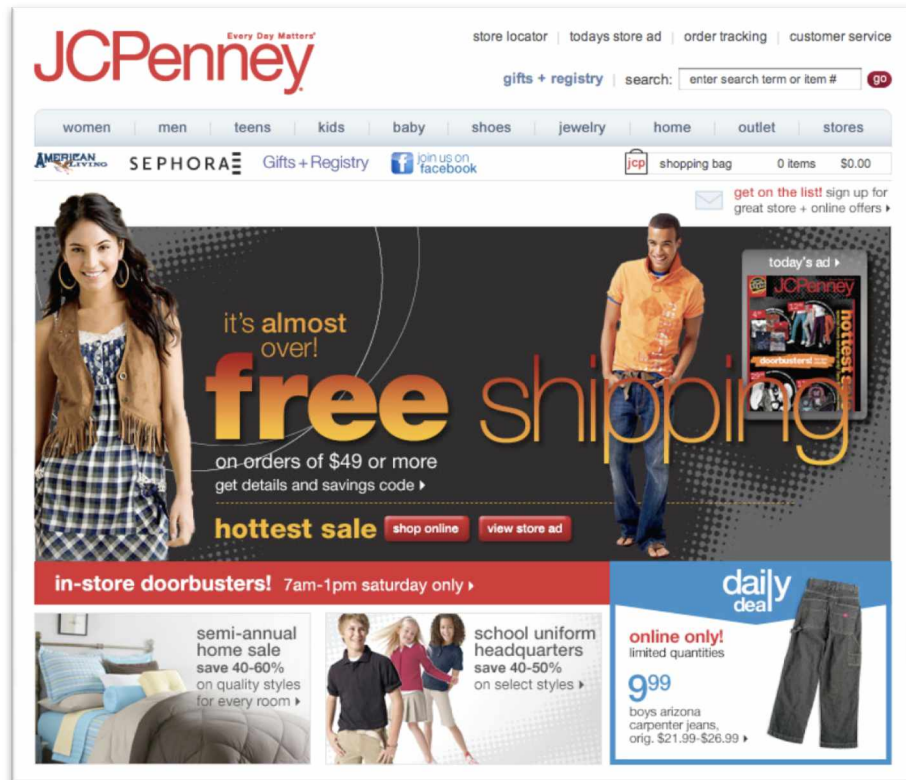 Every Day Matters®
JCPenney
store locator | todays store ad | order tracking | customer service
gifts + registry | search: enter search term or item # go
women men teens kids baby shoes jewelry home outlet stores
AMERICAN LIVING SEPHORA Gifts + Registry
join us on
facebook
jcp shopping bag 0 items $0.00
get on the list! sign up for
great store + online offers
today's ad
JCPenney
doorbusters!
it's almost
over!
free shipping
on orders of $49 or more
get details and savings code
hottest sale shop online view store ad
in-store doorbusters! 7am-1pm saturday only
semi-annual
home sale
save 40-60%
on quality styles
for every room
school uniform
headquarters
save 40-50%
on select styles
daily
deal
online only!
limited quantities
9⁹⁹
boys arizona
carpenter jeans,
orig. $21.99-$26.99